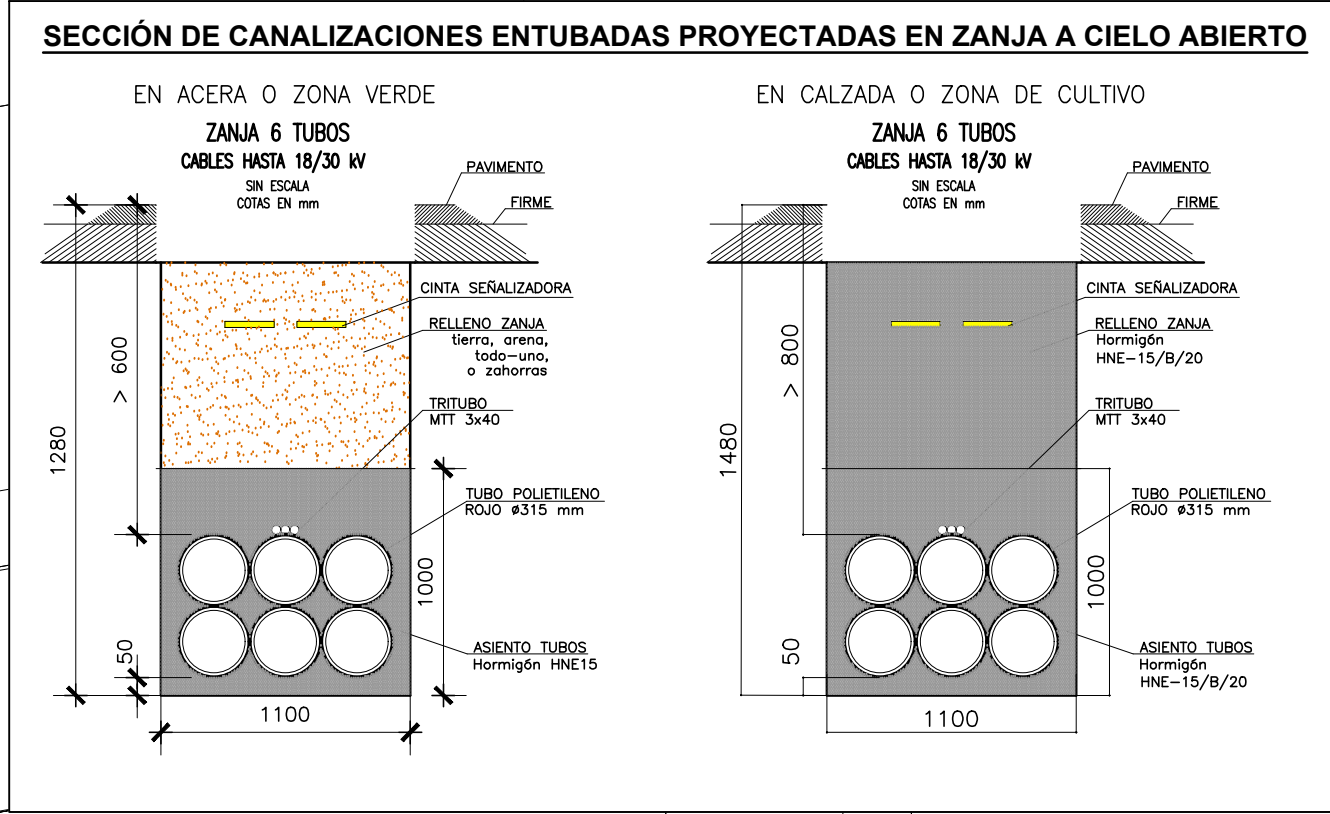 SECCIÓN DE CANALIZACIONES ENTUBADAS PROYECTADAS EN ZANJA A CIELO ABIERTO
EN ACERA O ZONA VERDE
ZANJA 6 TUBOS
CABLES HASTA 18/30 kV
SIN ESCALA
COTAS EN mm
PAVIMENTO
FIRME
CINTA SEÑALIZADORA
RELLENO ZANJA
tierra, arena,
todo-uno,
o zahorras
TRITUBO
MTT 3x40
TUBO POLIETILENO
ROJO ø315 mm
ASIENTO TUBOS
Hormigón HNE15
> 600
1280
50
1000
1100
EN CALZADA O ZONA DE CULTIVO
ZANJA 6 TUBOS
CABLES HASTA 18/30 kV
SIN ESCALA
COTAS EN mm
PAVIMENTO
FIRME
CINTA SEÑALIZADORA
RELLENO ZANJA
Hormigón
HNE-15/B/20
TRITUBO
MTT 3x40
TUBO POLIETILENO
ROJO ø315 mm
ASIENTO TUBOS
Hormigón
HNE-15/B/20
> 800
1480
50
1000
1100